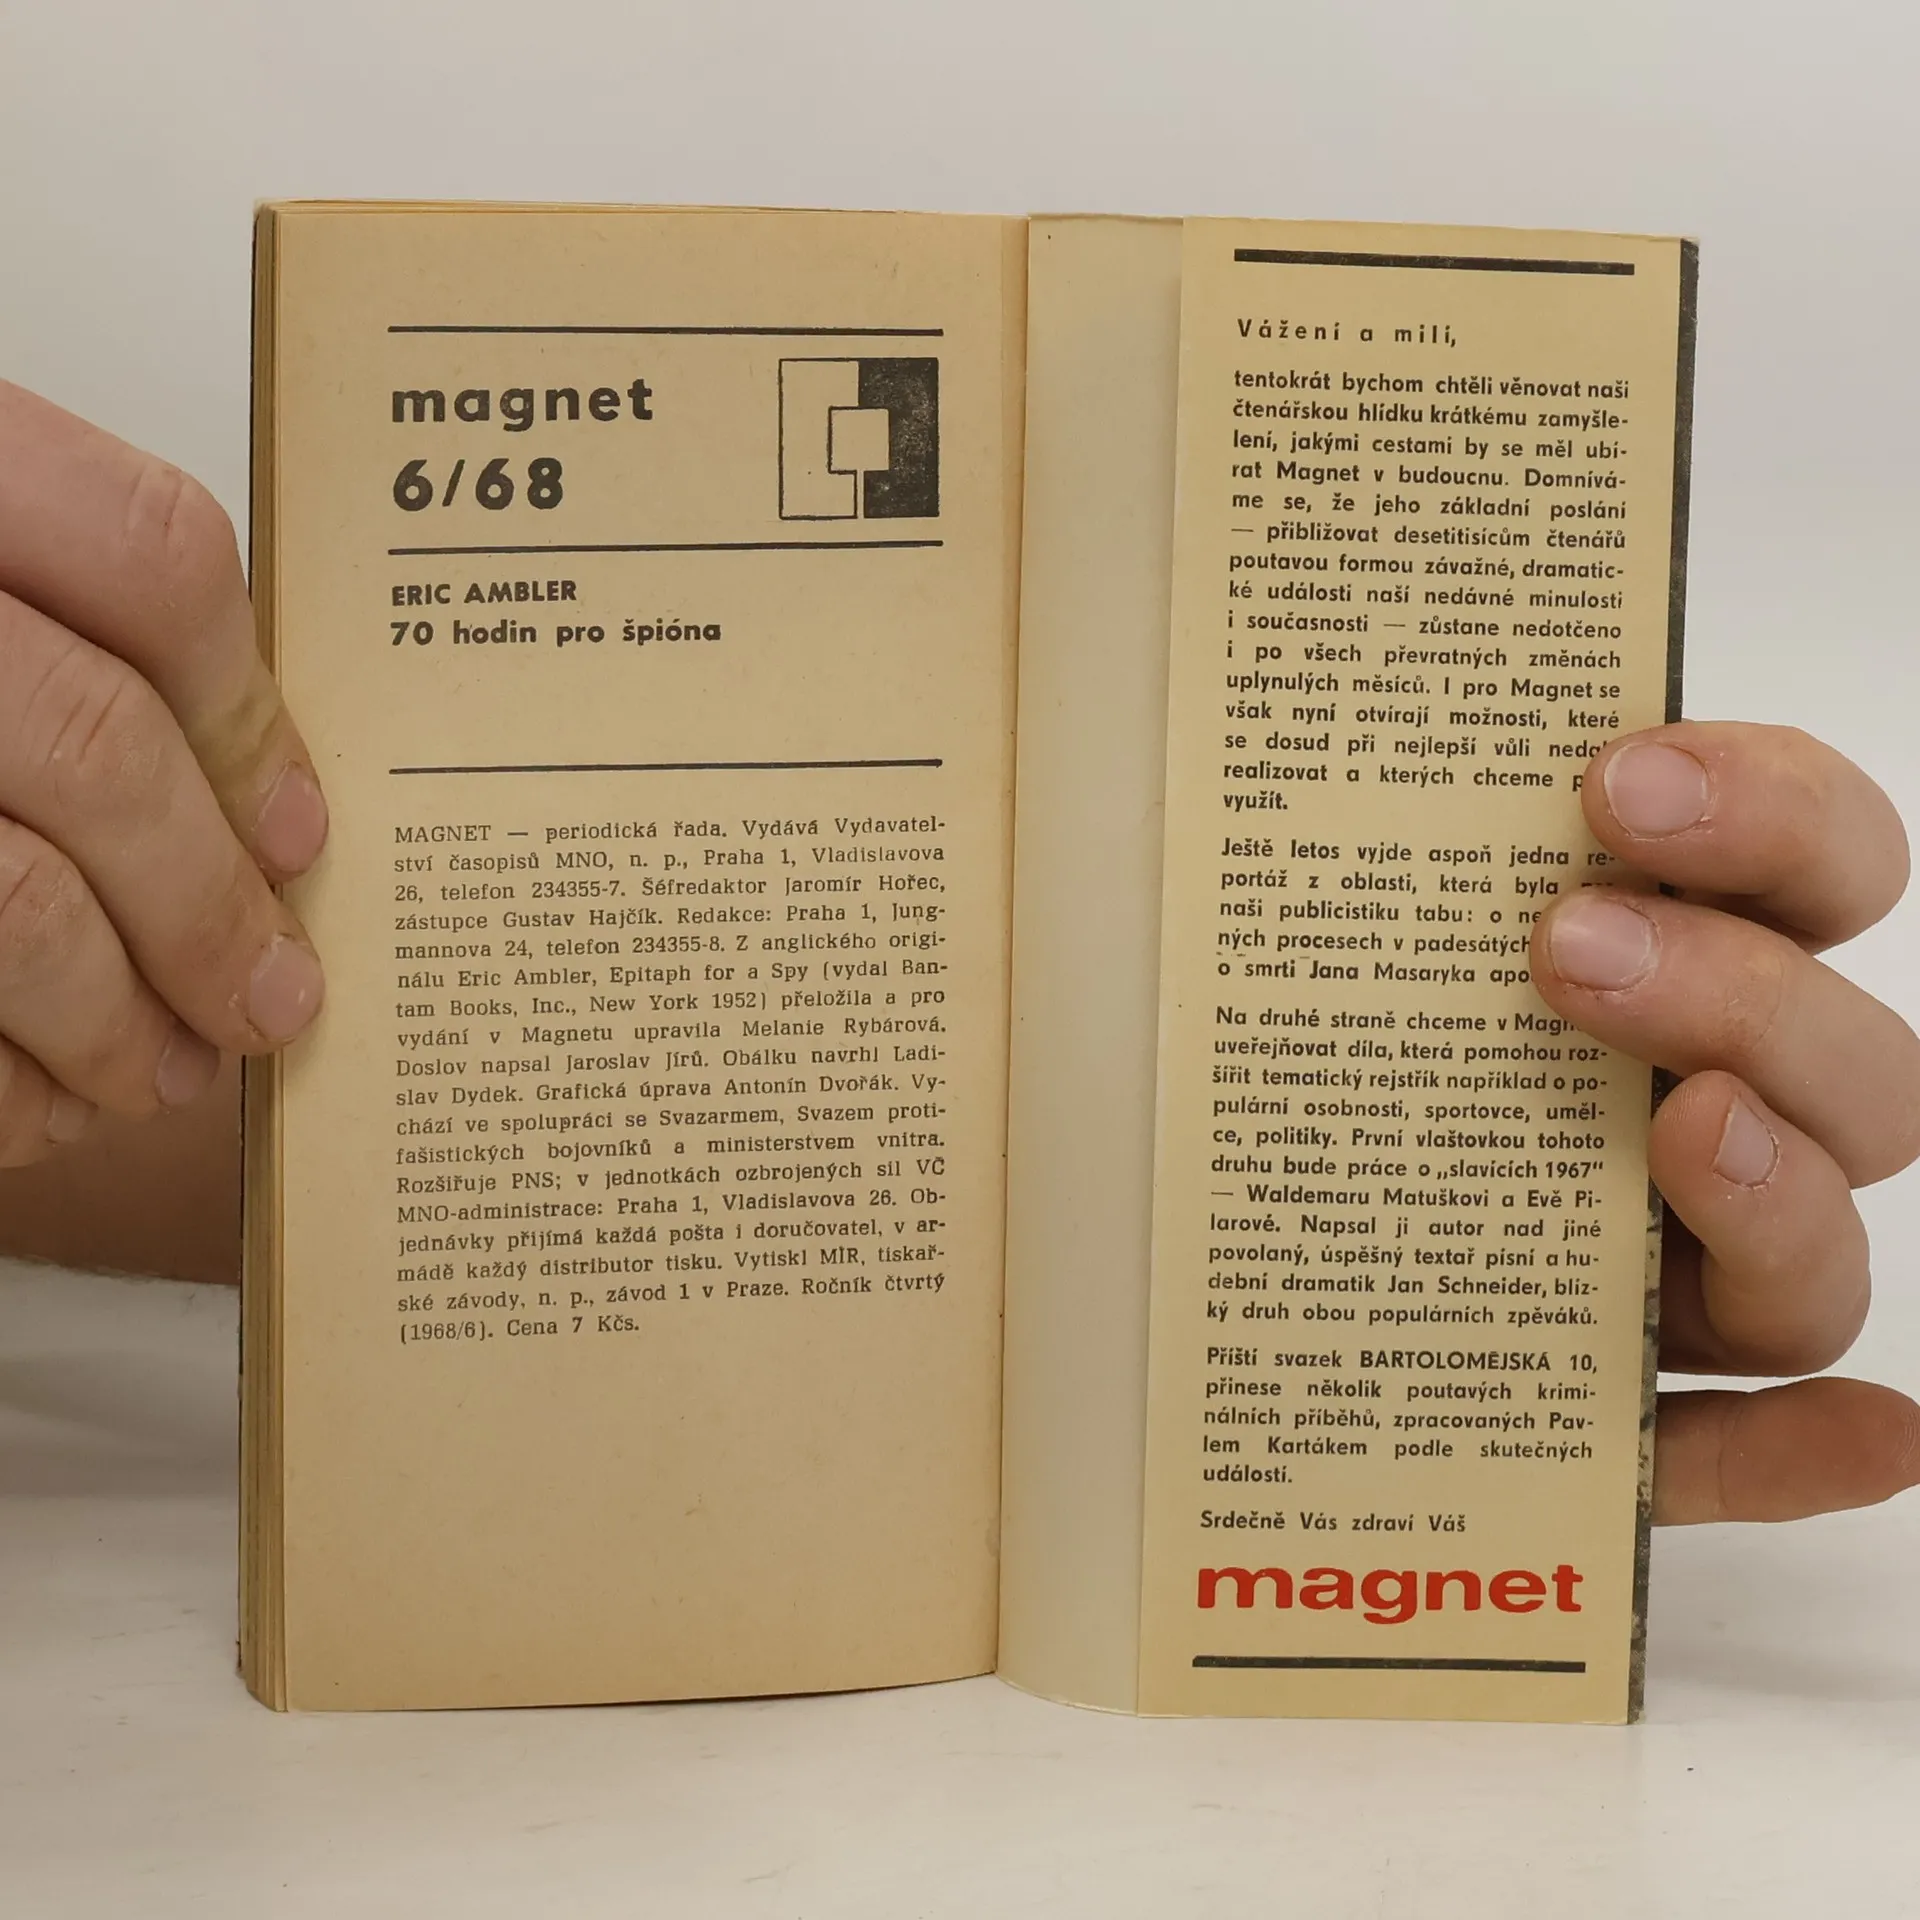 magnet
6/68
ERIC AMBLER
70 hodin pro špióna
MAGNET — periodická řada. Vydává Vydavatel-
ství časopisů MNO, n. p., Praha 1, Vladislavova
26, telefon 234355-7. Šéfredaktor Jaromír Hořec,
zástupce Gustav Hajčík. Redakce: Praha 1, Jung-
mannova 24, telefon 234355-8. Z anglického origi-
nálu Eric Ambler, Epitaph for a Spy (vydal Ban-
tam Books, Inc., New York 1952) přeložila a pro
vydání v Magnetu upravila Melanie Rybárová.
Doslov napsal Jaroslav Jírů. Obálku navrhl Ladi-
slav Dydek. Grafická úprava Antonín Dvořák. Vy-
chází ve spolupráci se Svazarmem, Svazem proti-
fašistických bojovníků a ministerstvem vnitra.
Rozšiřuje PNS; v jednotkách ozbrojených sil VČ
MNO-administrace: Praha 1, Vladislavova 26. Ob-
jednávky přijímá každá pošta i doručovatel, v ar-
mádě každý distributor tisku. Vytiskl MÍR, tiskař-
ské závody, n. p., závod 1 v Praze. Ročník čtvrtý
(1968/6). Cena 7 Kčs.
Vážení a milí,
tentokrát bychom chtěli věnovat naši
čtenářskou hlídku krátkému zamyšle-
lení, jakými cestami by se měl ubí-
rat Magnet v budoucnu. Domnívá-
me se, že jeho základní poslání
— přibližovat desetitisícům čtenářů
poutavou formou závažné, dramatic-
ké události naší nedávné minulosti
i současnosti — zůstane nedotčeno
i po všech převratných změnách
uplynulých měsíců. I pro Magnet se
však nyní otvírají možnosti, které
se dosud při nejlepší vůli
realizovat a kterých chceme
využít.
Ještě letos vyjde aspoň jedna re-
portáž z oblasti, která byla
naši publicistiku tabu: o
ných procesech v padesátých
o smrti Jana Masaryka
Na druhé straně chceme v
uveřejňovat díla, která pomohou roz-
šířit tematický rejstřík například o po-
pulární osobnosti, sportovce, uměl-
ce, politiky. První vlaštovkou tohoto
druhu bude práce o „slavících 1967“
— Waldemaru Matuškovi a Evě Pi-
larové. Napsal ji autor nad jiné
povolaný, úspěšný textař písní a hu-
dební dramatik Jan Schneider, blíz-
ký druh obou populárních zpěváků.
Příští svazek BARTOLOMĚJSKÁ 10,
přinese několik poutavých krimi-
nálních příběhů, zpracovaných Pav-
lem Kartákem podle skutečných
událostí.
Srdečně Vás zdraví Váš
magnet